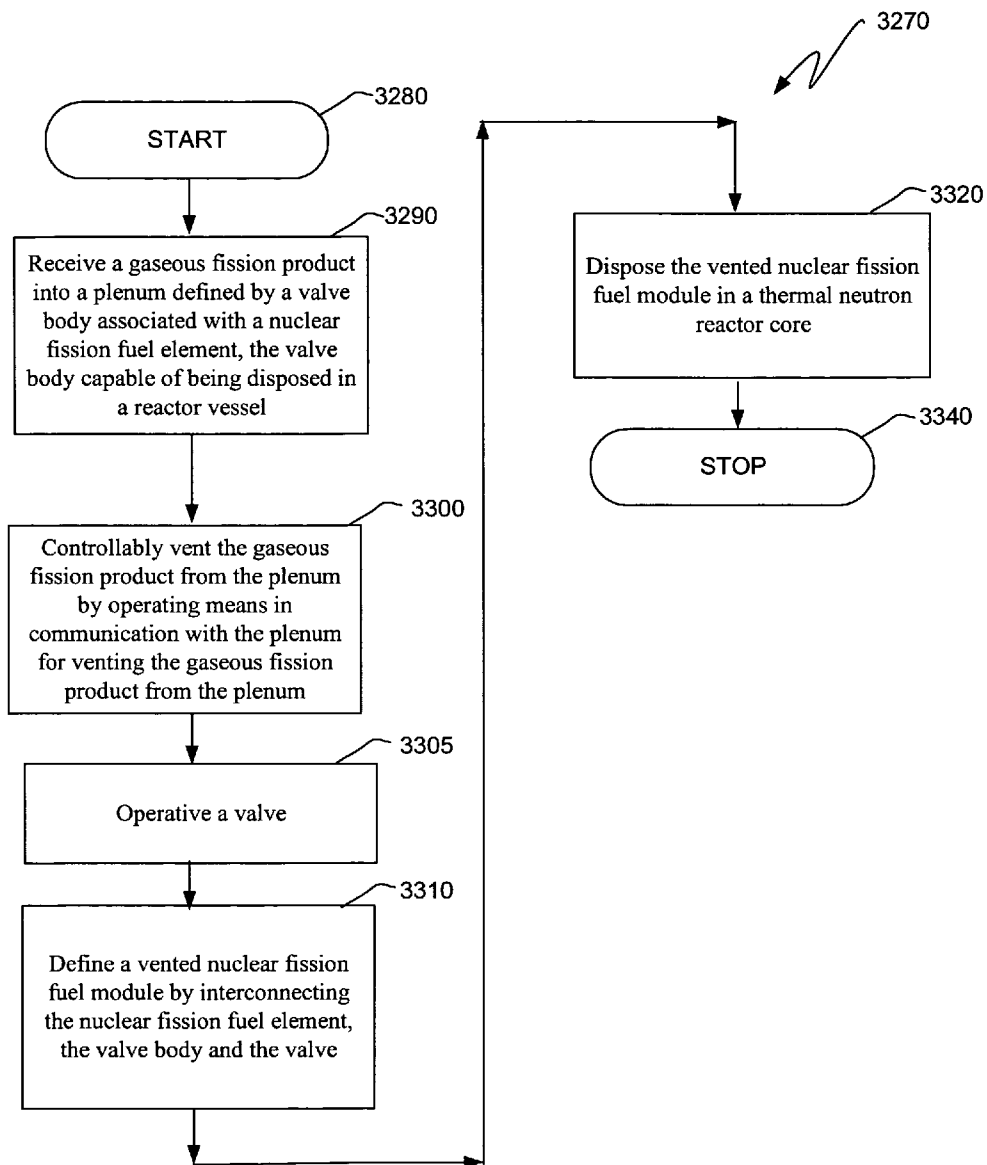 3270
3280
START
3290
Receive a gaseous fission product
into a plenum defined by a valve
body associated with a nuclear
fission fuel element, the valve
body capable of being disposed in
a reactor vessel
3300
Controllably vent the gaseous
fission product from the plenum
by operating means in
communication with the plenum
for venting the gaseous fission
product from the plenum
3305
Operative a valve
3310
Define a vented nuclear fission
fuel module by interconnecting
the nuclear fission fuel element,
the valve body and the valve
3320
Dispose the vented nuclear fission
fuel module in a thermal neutron
reactor core
3340
STOP